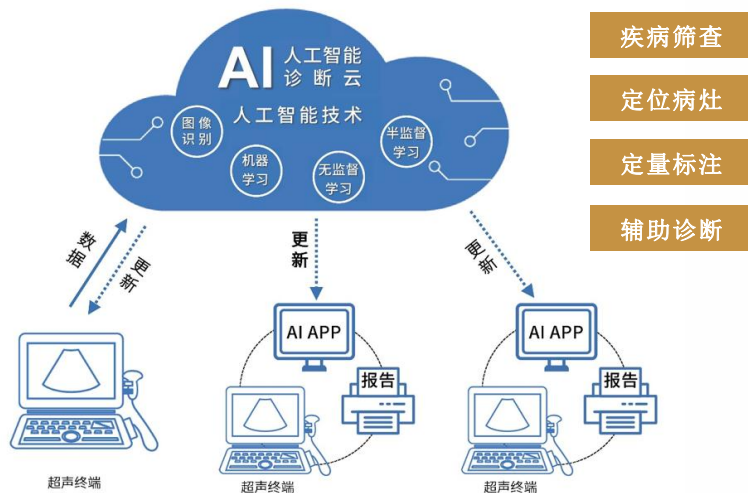 AI 人工智能
诊断云
人工智能技术
图像
识别
机器
学习
无监督
学习
半监督
学习
疾病筛查
定位病灶
定量标注
辅助诊断
数据
更新
更新
更新
AI APP
报告
超声终端
AI APP
报告
超声终端
超声终端